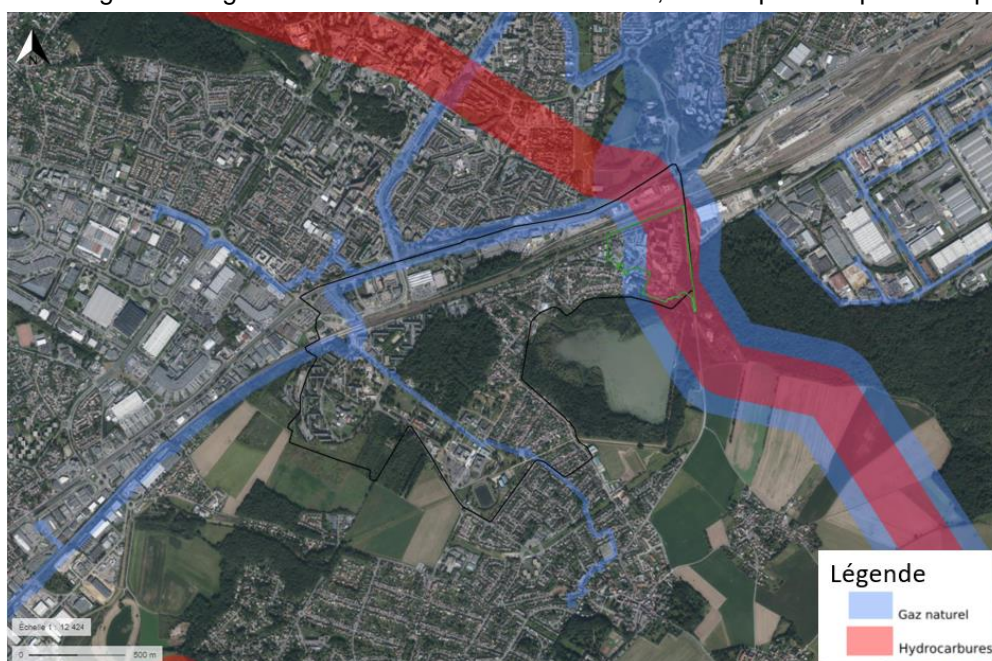 Légende
Gaz naturel
Hydrocarbures
Échelle 1 : 12 424
0 500 m